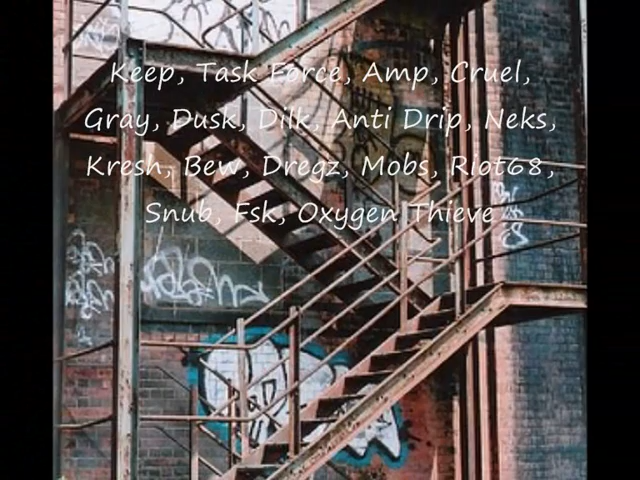 Keep, Task Force, Amp, Cruel,
Gray, Dusk, Dilk, Anti Drip, Neks,
Kresh, Bew, Dregz, Mobs, Riot68,
Snub, Fsk, Oxygen Thieve